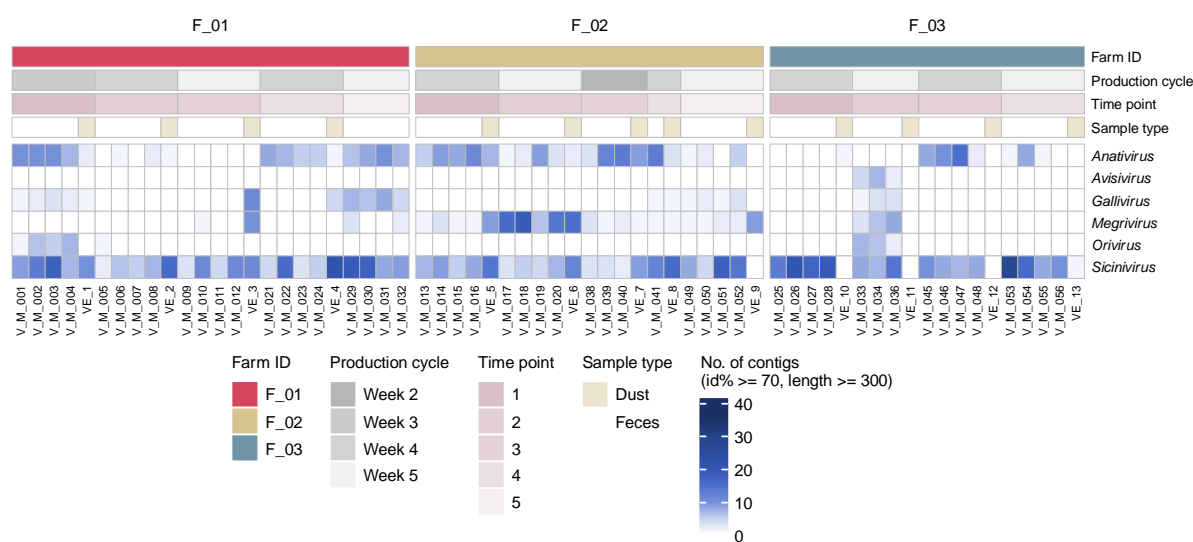 F_01 F_02 F_03
Farm ID
Production cycle
Time point
Sample type
Anativirus
Avisivirus
Gallivirus
Megrivirus
Orivirus
Sicinivirus
V_M_001
V_M_002
V_M_003
V_M_004
VE_1
V_M_005
V_M_006
V_M_007
V_M_008
VE_2
V_M_009
V_M_010
V_M_011
V_M_012
VE_3
V_M_021
V_M_022
V_M_023
V_M_024
VE_4
V_M_029
V_M_030
V_M_031
V_M_032
V_M_013
V_M_014
V_M_015
V_M_016
VE_5
V_M_017
V_M_018
V_M_019
V_M_020
VE_6
V_M_038
V_M_039
V_M_040
VE_7
V_M_041
VE_8
V_M_049
V_M_050
V_M_051
V_M_052
VE_9
V_M_025
V_M_026
V_M_027
V_M_028
VE_10
V_M_033
V_M_034
V_M_036
VE_11
V_M_045
V_M_046
V_M_047
V_M_048
VE_12
V_M_053
V_M_054
V_M_055
V_M_056
VE_13
Farm ID
F_01
F_02
F_03
Production cycle
Week 2
Week 3
Week 4
Week 5
Time point
1
2
3
4
5
Sample type
Dust
Feces
No. of contigs
(id% >= 70, length >= 300)
40
30
20
10
0